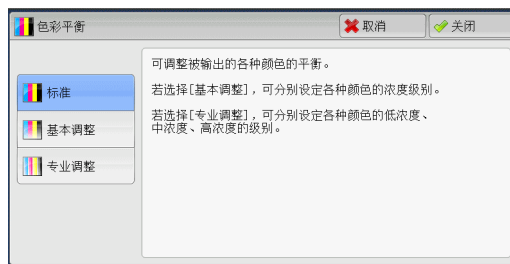 色彩平衡
取消
关闭
标准
基本调整
专业调整
可调整被输出的各种颜色的平衡。
若选择[基本调整]，可分别设定各种颜色的浓度级别。
若选择[专业调整]，可分别设定各种颜色的低浓度、
中浓度、高浓度的级别。